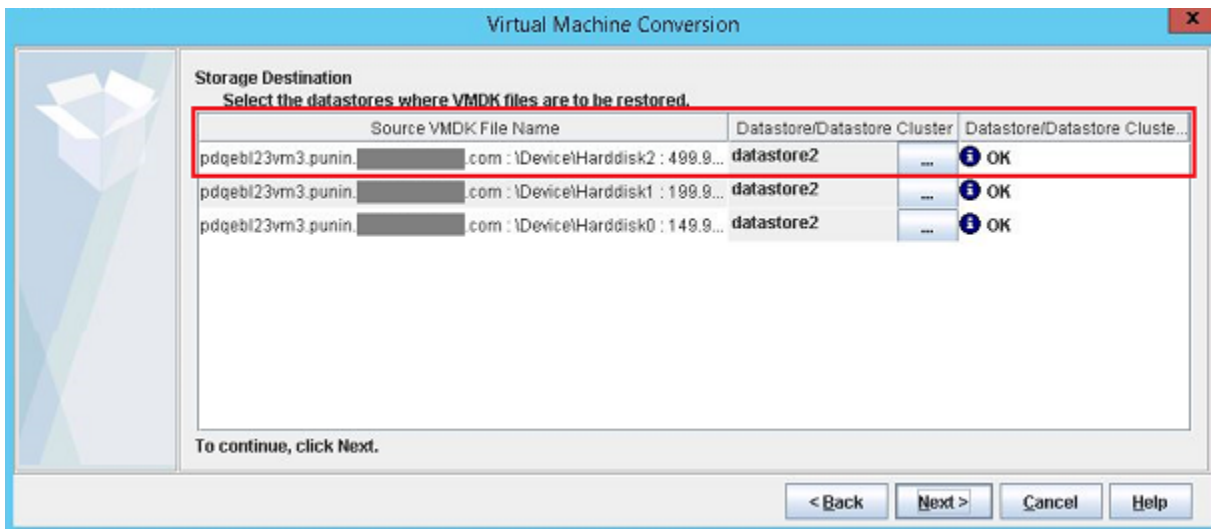 Virtual Machine Conversion
x
Storage Destination
Select the datastores where VMDK files are to be restored.
Source VMDK File Name Datastore/Datastore Cluster Datastore/Datastore Cluste...
pdqebl23vm3.punin. .com : \Device\Harddisk2 : 499.9... datastore2 ... OK
pdqebl23vm3.punin. .com : \Device\Harddisk1 : 199.9... datastore2 ... OK
pdqebl23vm3.punin. .com : \Device\Harddisk0 : 149.9... datastore2 ... OK
To continue, click Next.
< Back Next > Cancel Help